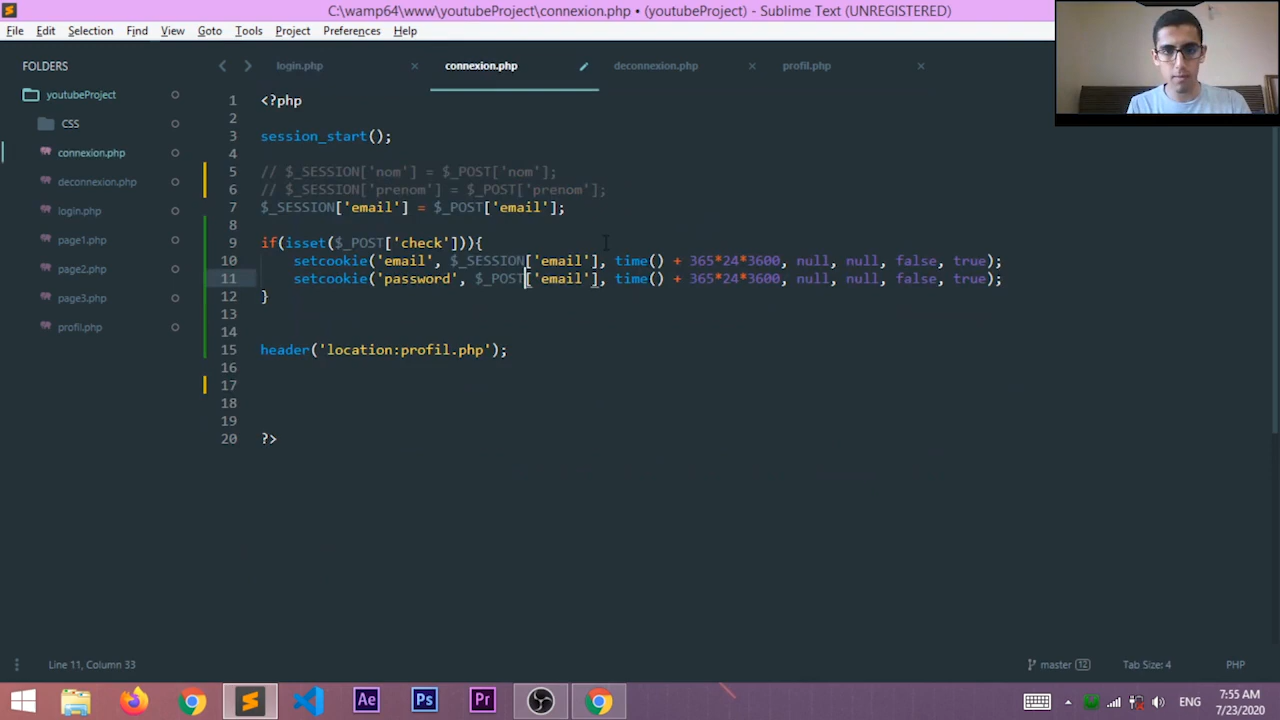 C:\wamp64\www\youtubeProject\connexion.php • (youtubeProject) - Sublime Text (UNREGISTERED)
File Edit Selection Find View Goto Tools Project Preferences Help
FOLDERS
youtubeProject
CSS
connexion.php
deconnexion.php
login.php
page1.php
page2.php
page3.php
profil.php
login.php connexion.php deconnexion.php profil.php
1 <?php
2
3 session_start();
4
5 // $_SESSION['nom'] = $_POST['nom'];
6 // $_SESSION['prenom'] = $_POST['prenom'];
7 $_SESSION['email'] = $_POST['email'];
8
9 if(isset($_POST['check'])){
10 setcookie('email', $_SESSION['email'], time() + 365*24*3600, null, null, false, true);
11 setcookie('password', $_POST['email'], time() + 365*24*3600, null, null, false, true);
12 }
13
14
15 header('location:profil.php');
16
17
18
19
20 ?>
Line 11, Column 33
master 12 Tab Size: 4 PHP
Ae Ps Pr
ENG
7:55 AM
7/23/2020